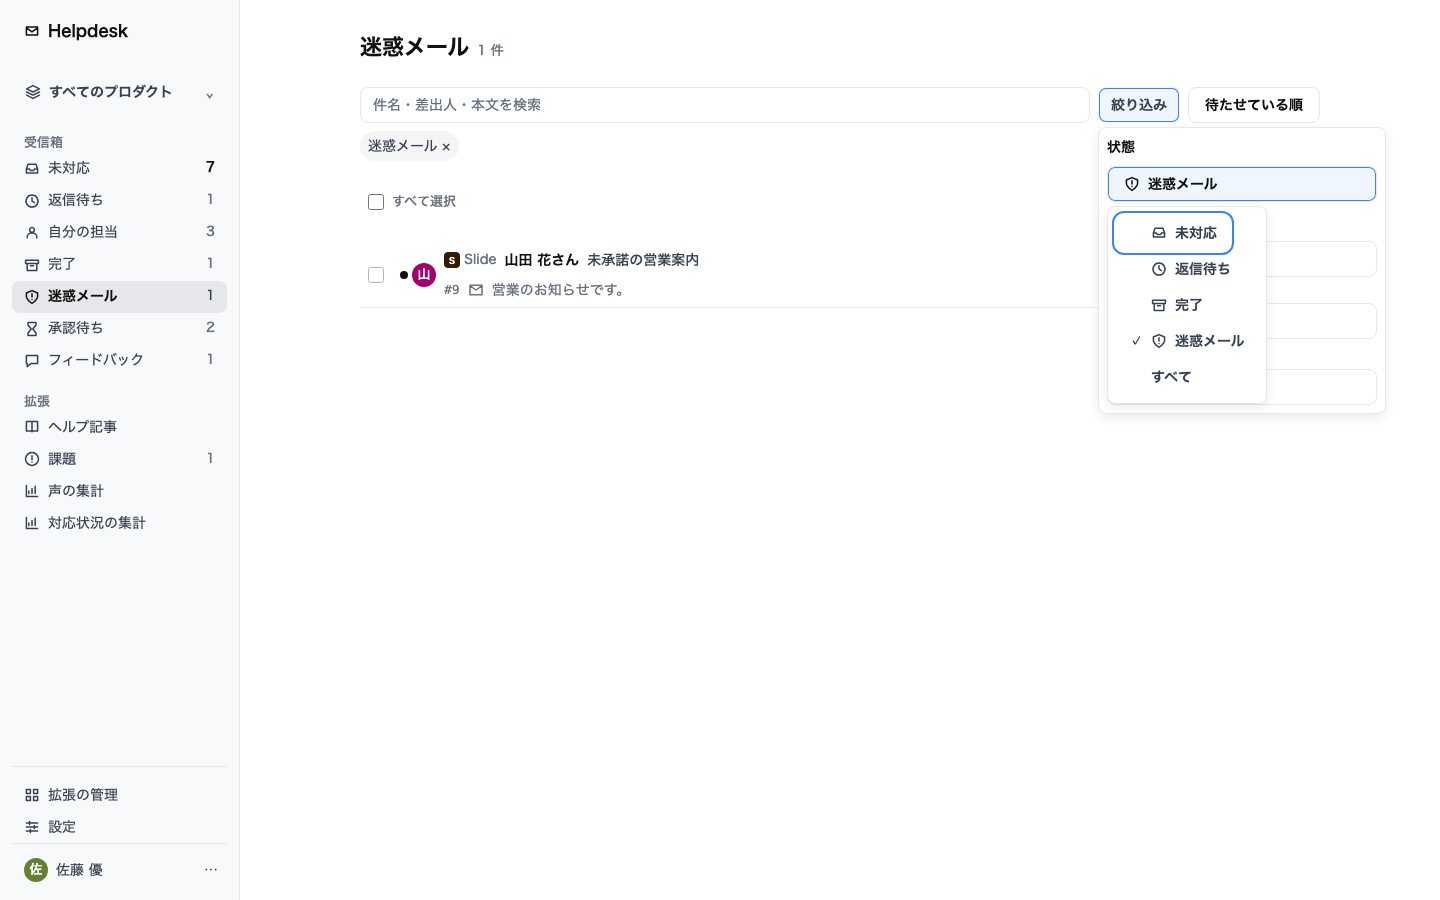 Helpdesk
すべてのプロダクト
受信箱
未対応 7
返信待ち 1
自分の担当 3
完了 1
迷惑メール 1
承認待ち 2
フィードバック 1
拡張
ヘルプ記事
課題 1
声の集計
対応状況の集計
拡張の管理
設定
佐 佐藤 優 …
迷惑メール 1 件
件名・差出人・本文を検索 絞り込み 待たせている順
迷惑メール ×
すべて選択
山 S Slide 山田 花さん 未承諾の営業案内
#9 営業のお知らせです。
状態
迷惑メール
未対応
返信待ち
完了
✓ 迷惑メール
すべて